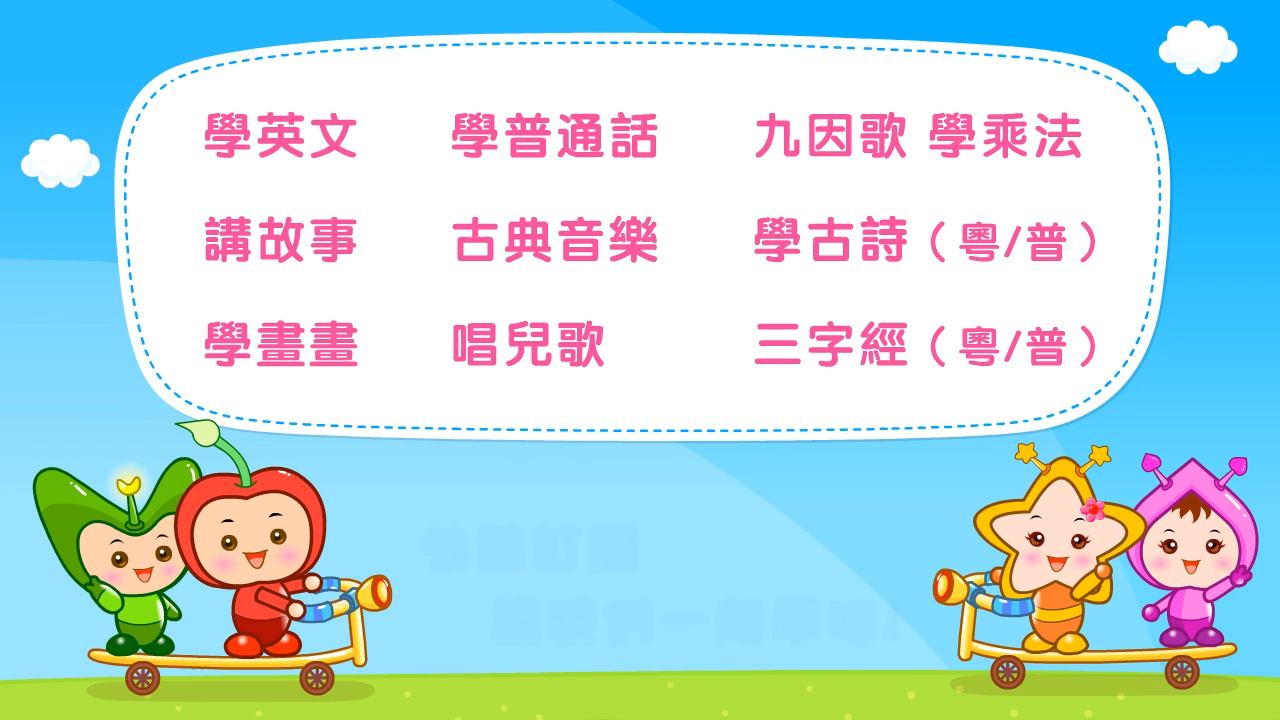 學英文 學普通話 九因歌 學乘法
講故事 古典音樂 學古詩（粵/普）
學畫畫 唱兒歌 三字經（粵/普）